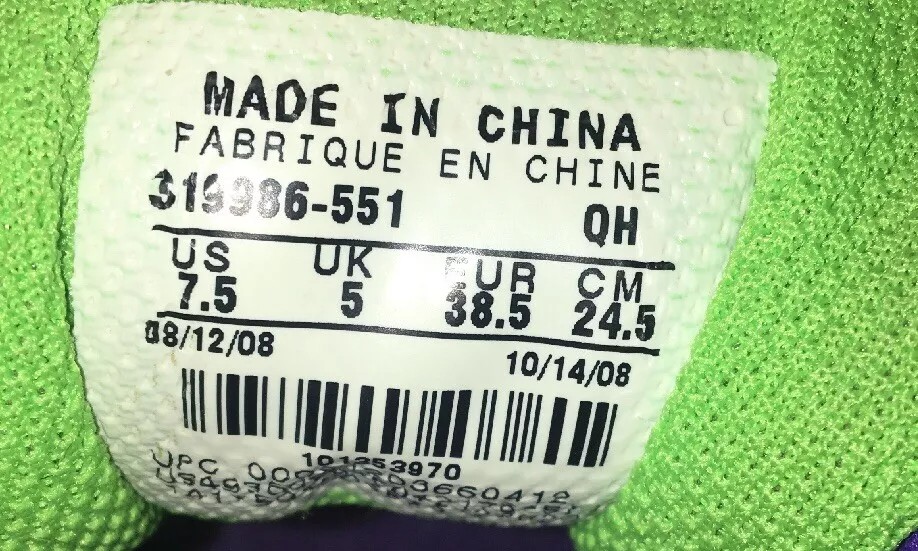 MADE IN CHINA
FABRIQUE EN CHINE
319986-551 QH
US UK EUR CM
7.5 5 38.5 24.5
08/12/08 10/14/08
101253970
UPC